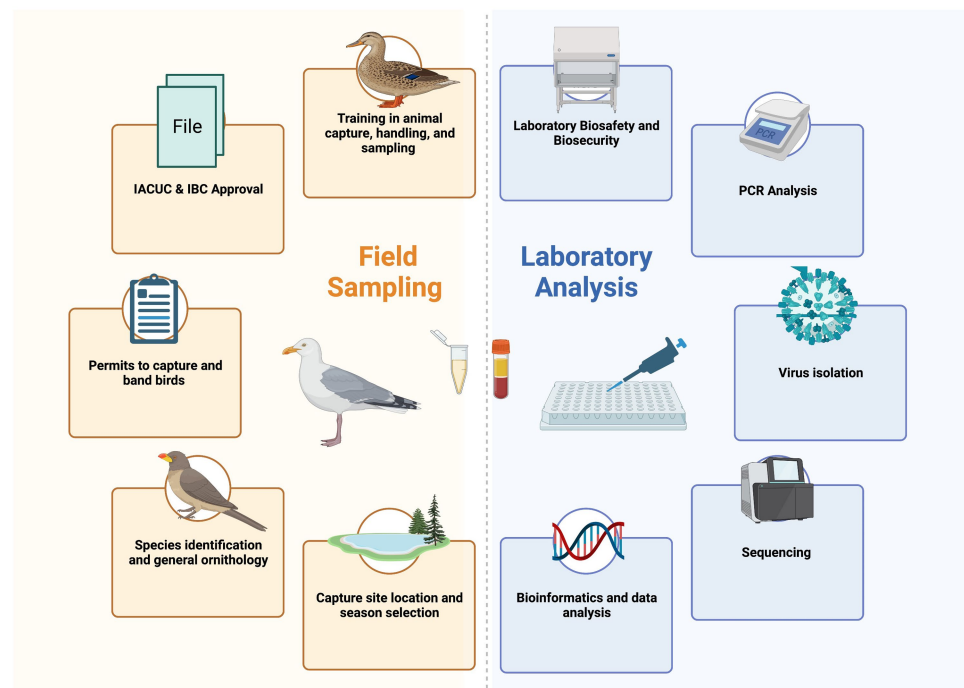 Training in animal
capture, handling, and
sampling
File
IACUC & IBC Approval
Field
Sampling
Permits to capture and
band birds
Species identification
and general ornithology
Capture site location and
season selection
Laboratory Biosafety and
Biosecurity
PCR
PCR Analysis
Laboratory
Analysis
Virus isolation
Sequencing
Bioinformatics and data
analysis